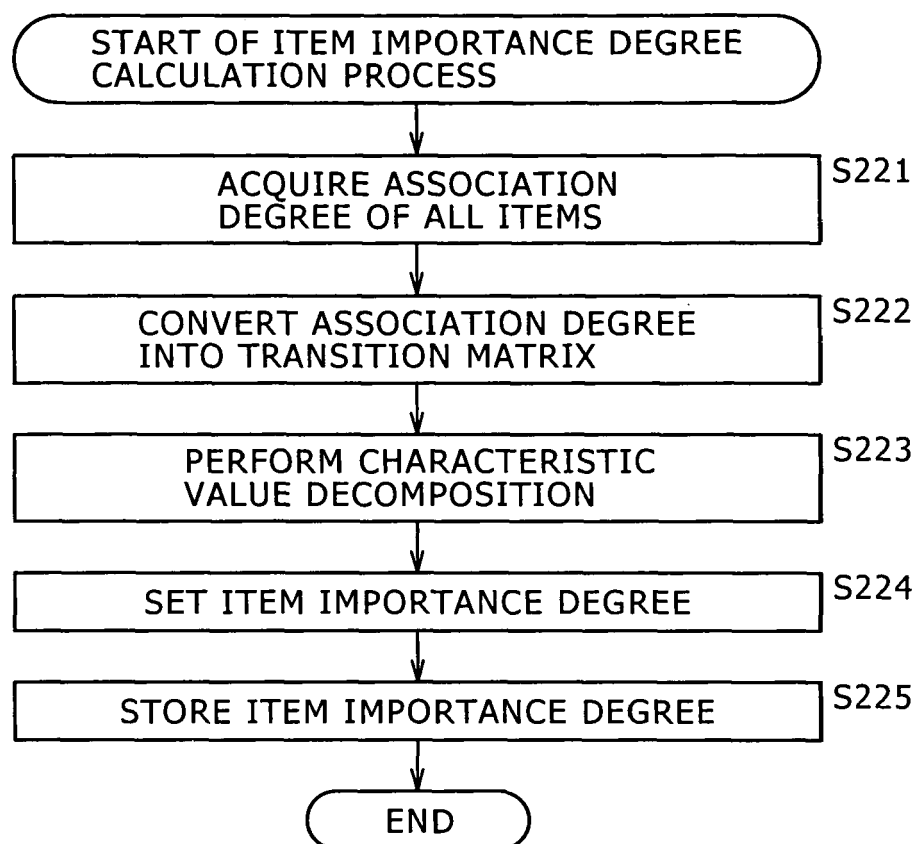 START OF ITEM IMPORTANCE DEGREE
CALCULATION PROCESS
S221
ACQUIRE ASSOCIATION
DEGREE OF ALL ITEMS
S222
CONVERT ASSOCIATION DEGREE
INTO TRANSITION MATRIX
S223
PERFORM CHARACTERISTIC
VALUE DECOMPOSITION
S224
SET ITEM IMPORTANCE DEGREE
S225
STORE ITEM IMPORTANCE DEGREE
END